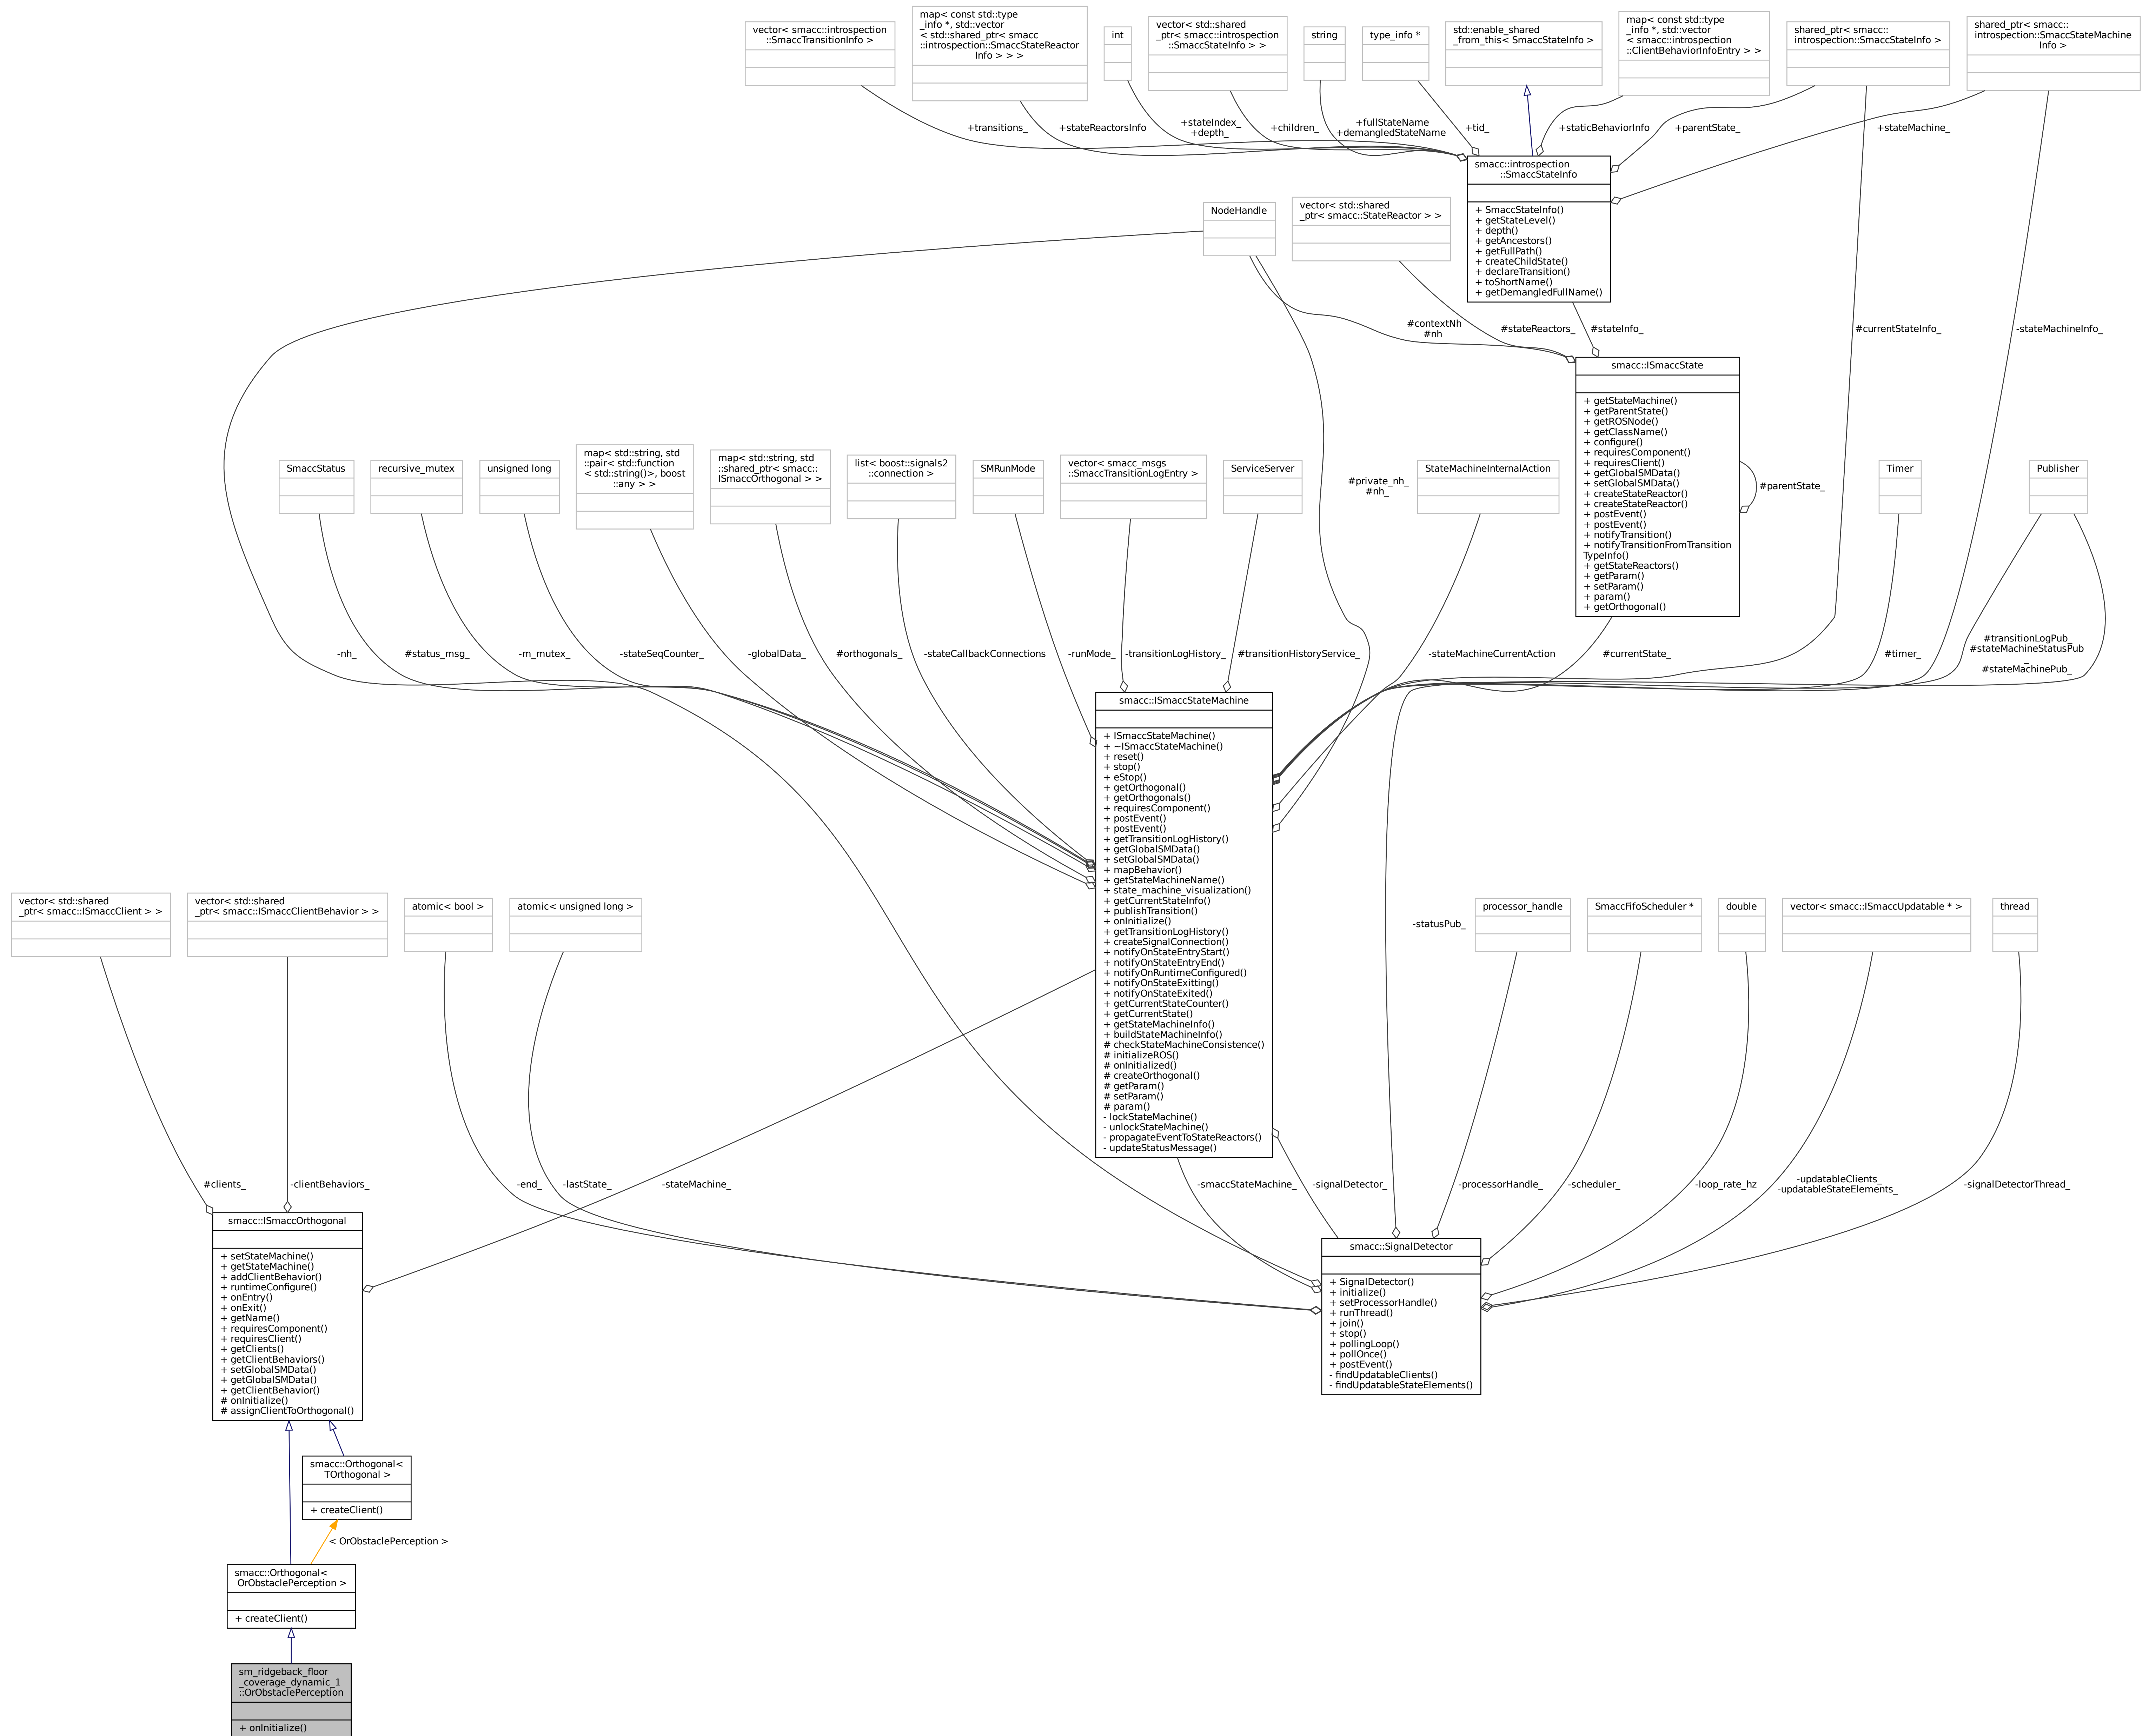 vector< smacc::introspection
::SmaccTransitionInfo >
map< const std::type
_info *, std::vector
< std::shared_ptr< smacc
::introspection::SmaccStateReactor
Info > > >
int
vector< std::shared
_ptr< smacc::introspection
::SmaccStateInfo > >
string
type_info *
std::enable_shared
_from_this< SmaccStateInfo >
map< const std::type
_info *, std::vector
< smacc::introspection
::ClientBehaviorInfoEntry > >
shared_ptr< smacc::
introspection::SmaccStateInfo >
shared_ptr< smacc::
introspection::SmaccStateMachine
Info >
+transitions_
+stateReactorsInfo
+stateIndex_
+depth_
+children_
+fullStateName
+demangledStateName
+tid_
+staticBehaviorInfo
+parentState_
+stateMachine_
smacc::introspection
::SmaccStateInfo
+ SmaccStateInfo()
+ getStateLevel()
+ depth()
+ getAncestors()
+ getFullPath()
+ createChildState()
+ declareTransition()
+ toShortName()
+ getDemangledFullName()
NodeHandle
vector< std::shared
_ptr< smacc::StateReactor > >
#contextNh
#nh
#stateReactors_
#stateInfo_
#currentStateInfo_
-stateMachineInfo_
smacc::ISmaccState
+ getStateMachine()
+ getParentState()
+ getROSNode()
+ getClassName()
+ configure()
+ requiresComponent()
+ requiresClient()
+ getGlobalSMData()
+ setGlobalSMData()
+ createStateReactor()
+ createStateReactor()
+ postEvent()
+ postEvent()
+ notifyTransition()
+ notifyTransitionFromTransition
TypeInfo()
+ getStateReactors()
+ getParam()
+ setParam()
+ param()
+ getOrthogonal()
#parentState_
SmaccStatus
recursive_mutex
unsigned long
map< std::string, std
::pair< std::function
< std::string()>, boost
::any > >
map< std::string, std
::shared_ptr< smacc::
ISmaccOrthogonal > >
list< boost::signals2
::connection >
SMRunMode
vector< smacc_msgs
::SmaccTransitionLogEntry >
ServiceServer
#private_nh_
#nh_
StateMachineInternalAction
Timer
Publisher
-nh_
#status_msg_
-m_mutex_
-stateSeqCounter_
-globalData_
#orthogonals_
-stateCallbackConnections
-runMode_
-transitionLogHistory_
#transitionHistoryService_
-stateMachineCurrentAction
#currentState_
#timer_
#transitionLogPub_
#stateMachineStatusPub
_
#stateMachinePub_
smacc::ISmaccStateMachine
+ ISmaccStateMachine()
+ ~ISmaccStateMachine()
+ reset()
+ stop()
+ eStop()
+ getOrthogonal()
+ getOrthogonals()
+ requiresComponent()
+ postEvent()
+ postEvent()
+ getTransitionLogHistory()
+ getGlobalSMData()
+ setGlobalSMData()
+ mapBehavior()
+ getStateMachineName()
+ state_machine_visualization()
+ getCurrentStateInfo()
+ publishTransition()
+ onInitialize()
+ getTransitionLogHistory()
+ createSignalConnection()
+ notifyOnStateEntryStart()
+ notifyOnStateEntryEnd()
+ notifyOnRuntimeConfigured()
+ notifyOnStateExitting()
+ notifyOnStateExited()
+ getCurrentStateCounter()
+ getCurrentState()
+ getStateMachineInfo()
+ buildStateMachineInfo()
# checkStateMachineConsistence()
# initializeROS()
# onInitialized()
# createOrthogonal()
# getParam()
# setParam()
# param()
- lockStateMachine()
- unlockStateMachine()
- propagateEventToStateReactors()
- updateStatusMessage()
vector< std::shared
_ptr< smacc::ISmaccClient > >
vector< std::shared
_ptr< smacc::ISmaccClientBehavior > >
atomic< bool >
atomic< unsigned long >
-statusPub_
processor_handle
SmaccFifoScheduler *
double
vector< smacc::ISmaccUpdatable * >
thread
#clients_
-clientBehaviors_
-end_
-lastState_
-stateMachine_
-smaccStateMachine_
-signalDetector_
-processorHandle_
-scheduler_
-loop_rate_hz
-updatableClients_
-updatableStateElements_
-signalDetectorThread_
smacc::ISmaccOrthogonal
+ setStateMachine()
+ getStateMachine()
+ addClientBehavior()
+ runtimeConfigure()
+ onEntry()
+ onExit()
+ getName()
+ requiresComponent()
+ requiresClient()
+ getClients()
+ getClientBehaviors()
+ setGlobalSMData()
+ getGlobalSMData()
+ getClientBehavior()
# onInitialize()
# assignClientToOrthogonal()
smacc::SignalDetector
+ SignalDetector()
+ initialize()
+ setProcessorHandle()
+ runThread()
+ join()
+ stop()
+ pollingLoop()
+ pollOnce()
+ postEvent()
- findUpdatableClients()
- findUpdatableStateElements()
smacc::Orthogonal<
TOrthogonal >
+ createClient()
< OrObstaclePerception >
smacc::Orthogonal<
OrObstaclePerception >
+ createClient()
sm_ridgeback_floor
_coverage_dynamic_1
::OrObstaclePerception
+ onInitialize()